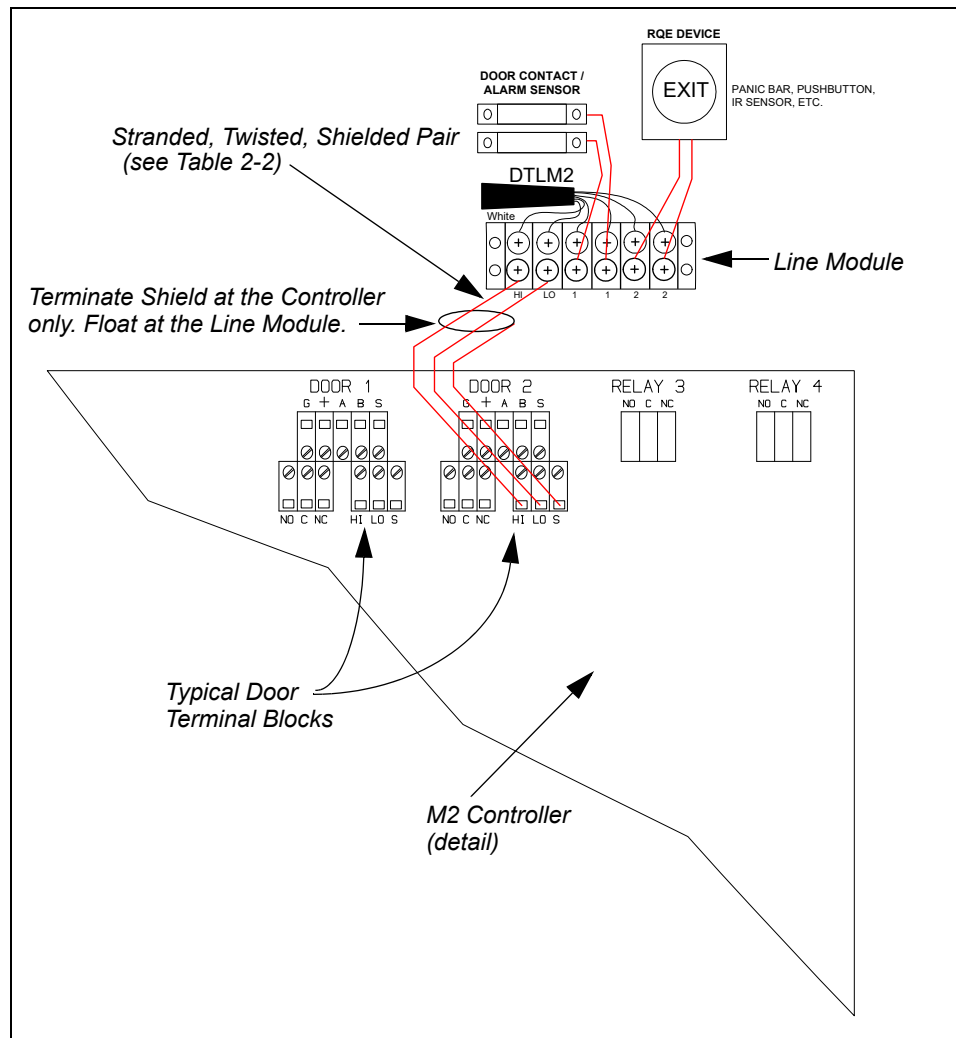 RQE DEVICE
EXIT
PANIC BAR, PUSHBUTTON,
IR SENSOR, ETC.
DOOR CONTACT /
ALARM SENSOR
Stranded, Twisted, Shielded Pair
(see Table 2-2)
DTLM2
White
HI LO 1 1 2 2
Line Module
Terminate Shield at the Controller
only. Float at the Line Module.
DOOR 1
G + A B S
NO C NC HI LO S
DOOR 2
G + A B S
NO C NC HI LO S
RELAY 3
NO C NC
RELAY 4
NO C NC
Typical Door
Terminal Blocks
M2 Controller
(detail)